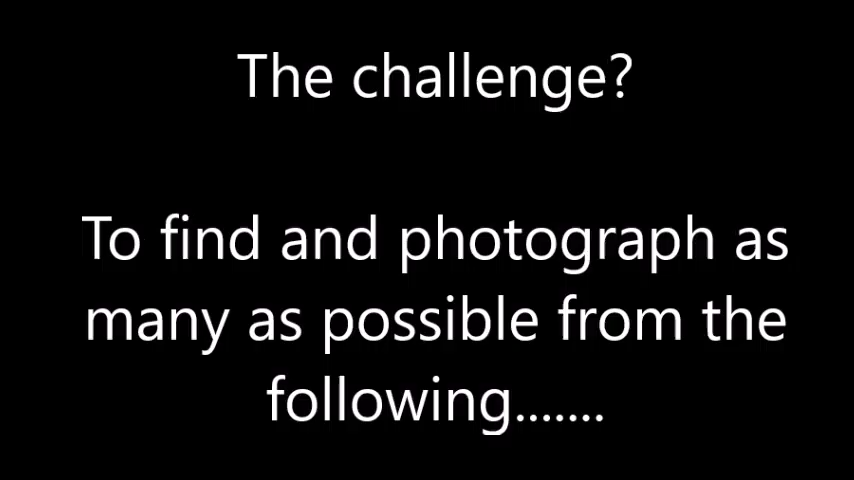 The challenge?
To find and photograph as
many as possible from the
following.......